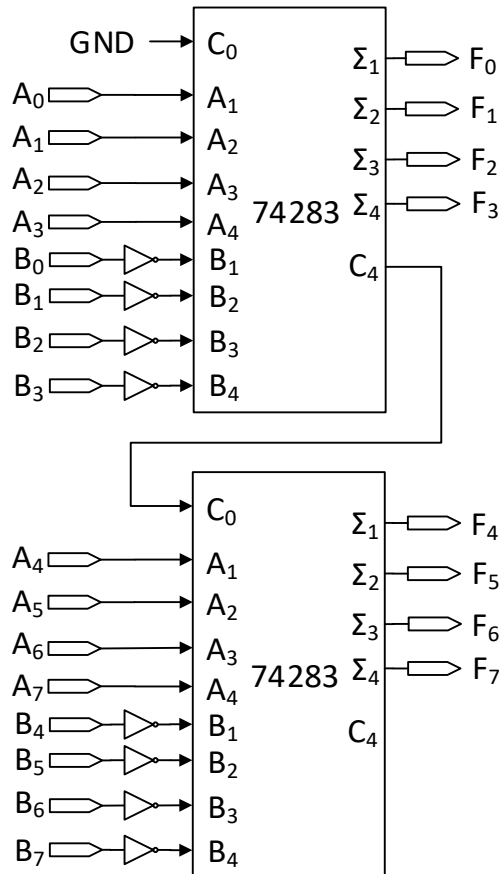 GND C₀ Σ₁ F₀
A₀ A₁ Σ₂ F₁
A₁ A₂ Σ₃ F₂
A₂ A₃ Σ₄ F₃
A₃ A₄ 74283
B₀ B₁ C₄
B₁ B₂
B₂ B₃
B₃ B₄
C₀ Σ₁ F₄
A₄ A₁ Σ₂ F₅
A₅ A₂ Σ₃ F₆
A₆ A₃ Σ₄ F₇
A₇ A₄ 74283
B₄ B₁ C₄
B₅ B₂
B₆ B₃
B₇ B₄